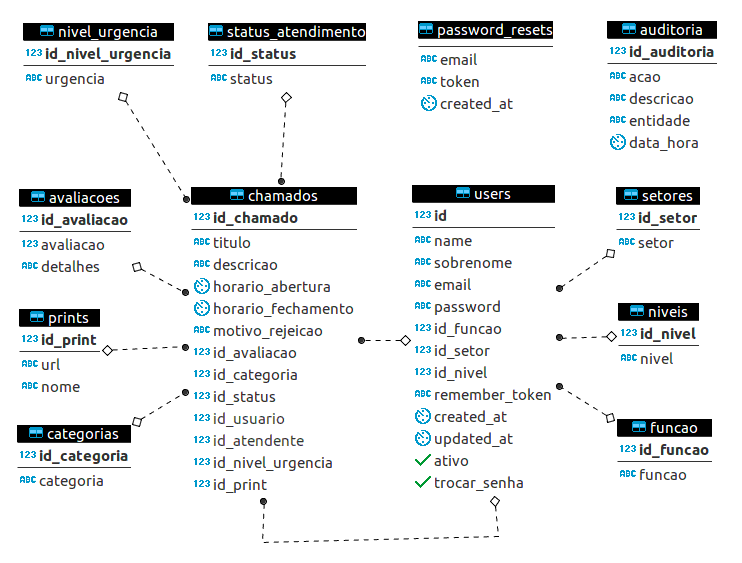 nivel_urgencia
123 id_nivel_urgencia
ABC urgencia
status_atendimento
123 id_status
ABC status
password_resets
ABC email
ABC token
created_at
auditoria
123 id_auditoria
ABC acao
ABC descricao
ABC entidade
data_hora
avaliacoes
123 id_avaliacao
123 avaliacao
ABC detalhes
prints
123 id_print
ABC url
ABC nome
categorias
123 id_categoria
ABC categoria
chamados
123 id_chamado
ABC titulo
ABC descricao
horario_abertura
horario_fechamento
ABC motivo_rejeicao
123 id_avaliacao
123 id_categoria
123 id_status
123 id_usuario
123 id_atendente
123 id_nivel_urgencia
123 id_print
users
123 id
ABC name
ABC sobrenome
ABC email
ABC password
123 id_funcao
123 id_setor
123 id_nivel
ABC remember_token
created_at
updated_at
ativo
trocar_senha
setores
123 id_setor
ABC setor
niveis
123 id_nivel
ABC nivel
funcao
123 id_funcao
ABC funcao